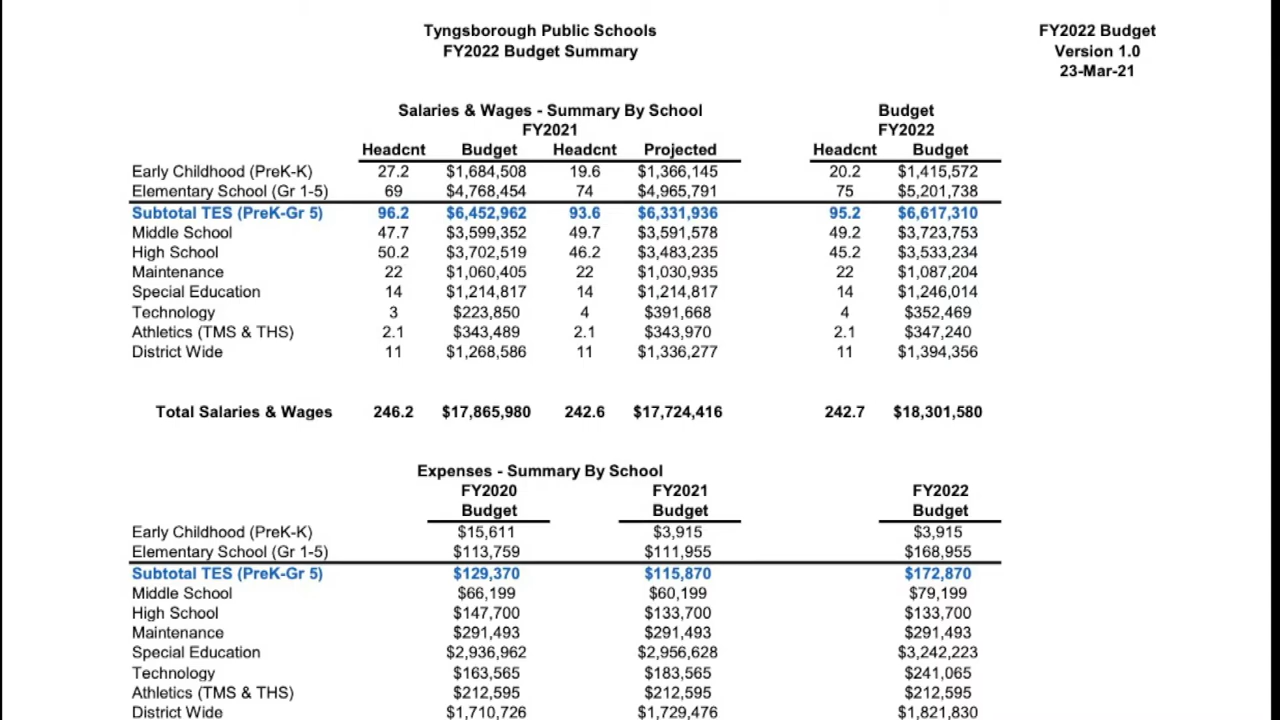 Tyngsborough Public Schools FY2022 Budget
FY2022 Budget Summary Version 1.0
23-Mar-21
Salaries & Wages - Summary By School Budget
FY2021 FY2022
Headcnt Budget Headcnt Projected Headcnt Budget
Early Childhood (PreK-K) 27.2 $1,684,508 19.6 $1,366,145 20.2 $1,415,572
Elementary School (Gr 1-5) 69 $4,768,454 74 $4,965,791 75 $5,201,738
Subtotal TES (PreK-Gr 5) 96.2 $6,452,962 93.6 $6,331,936 95.2 $6,617,310
Middle School 47.7 $3,599,352 49.7 $3,591,578 49.2 $3,723,753
High School 50.2 $3,702,519 46.2 $3,483,235 45.2 $3,533,234
Maintenance 22 $1,060,405 22 $1,030,935 22 $1,087,204
Special Education 14 $1,214,817 14 $1,214,817 14 $1,246,014
Technology 3 $223,850 4 $391,668 4 $352,469
Athletics (TMS & THS) 2.1 $343,489 2.1 $343,970 2.1 $347,240
District Wide 11 $1,268,586 11 $1,336,277 11 $1,394,356
Total Salaries & Wages 246.2 $17,865,980 242.6 $17,724,416 242.7 $18,301,580
Expenses - Summary By School
FY2020 FY2021 FY2022
Budget Budget Budget
Early Childhood (PreK-K) $15,611 $3,915 $3,915
Elementary School (Gr 1-5) $113,759 $111,955 $168,955
Subtotal TES (PreK-Gr 5) $129,370 $115,870 $172,870
Middle School $66,199 $60,199 $79,199
High School $147,700 $133,700 $133,700
Maintenance $291,493 $291,493 $291,493
Special Education $2,936,962 $2,956,628 $3,242,223
Technology $163,565 $183,565 $241,065
Athletics (TMS & THS) $212,595 $212,595 $212,595
District Wide $1,710,726 $1,729,476 $1,821,830